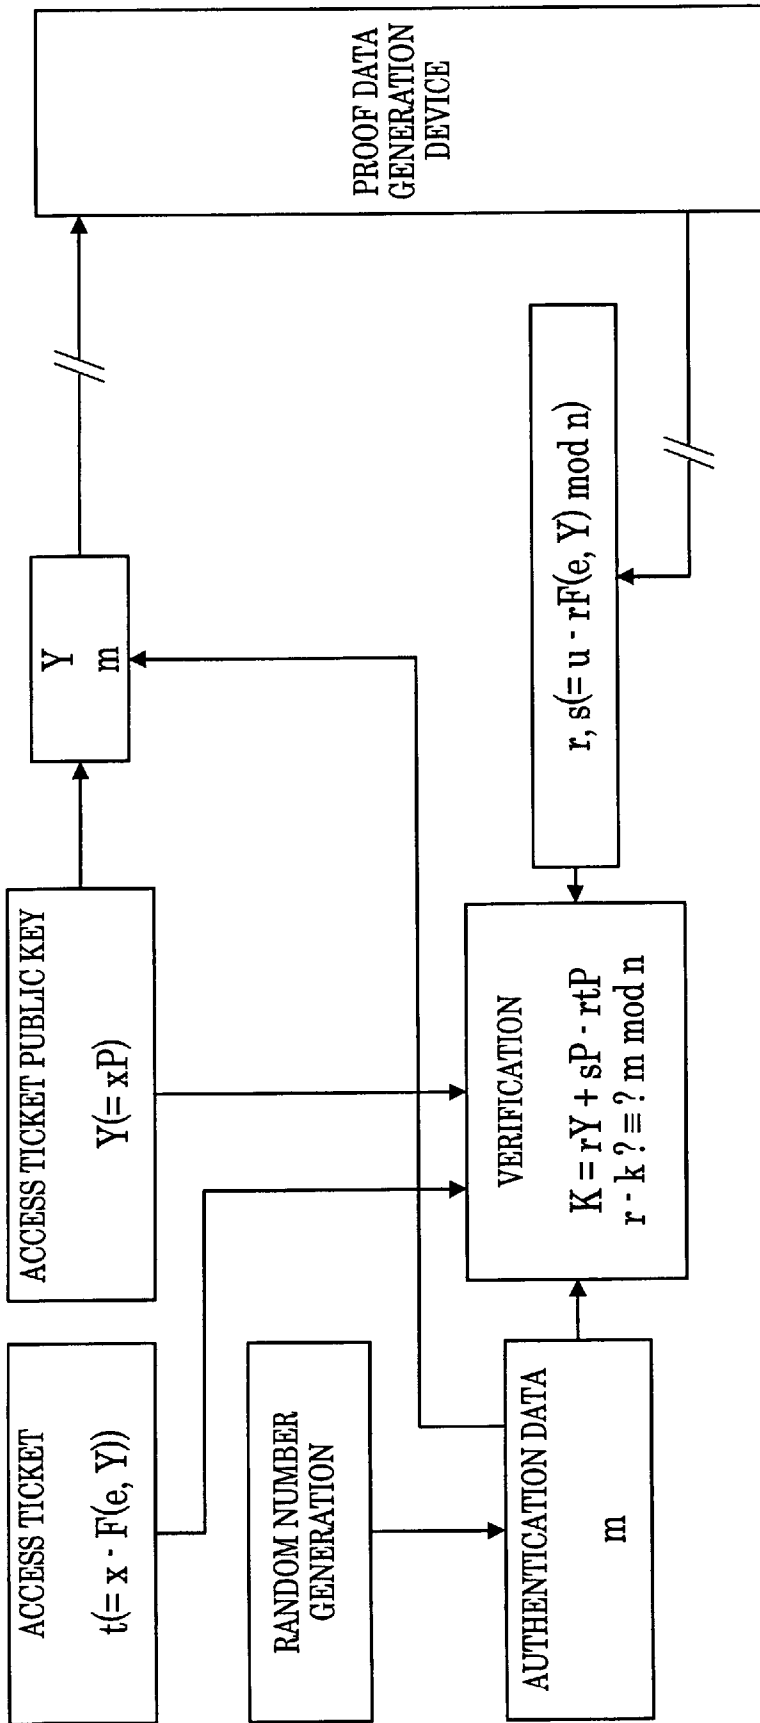 ACCESS TICKET
t(= x - F(e, Y))
ACCESS TICKET PUBLIC KEY
Y(= xP)
Y
m
PROOF DATA
GENERATION
DEVICE
RANDOM NUMBER
GENERATION
AUTHENTICATION DATA
m
VERIFICATION
K = rY + sP - rtP
r - k ? ≡ ? m mod n
r, s(= u - rF(e, Y) mod n)